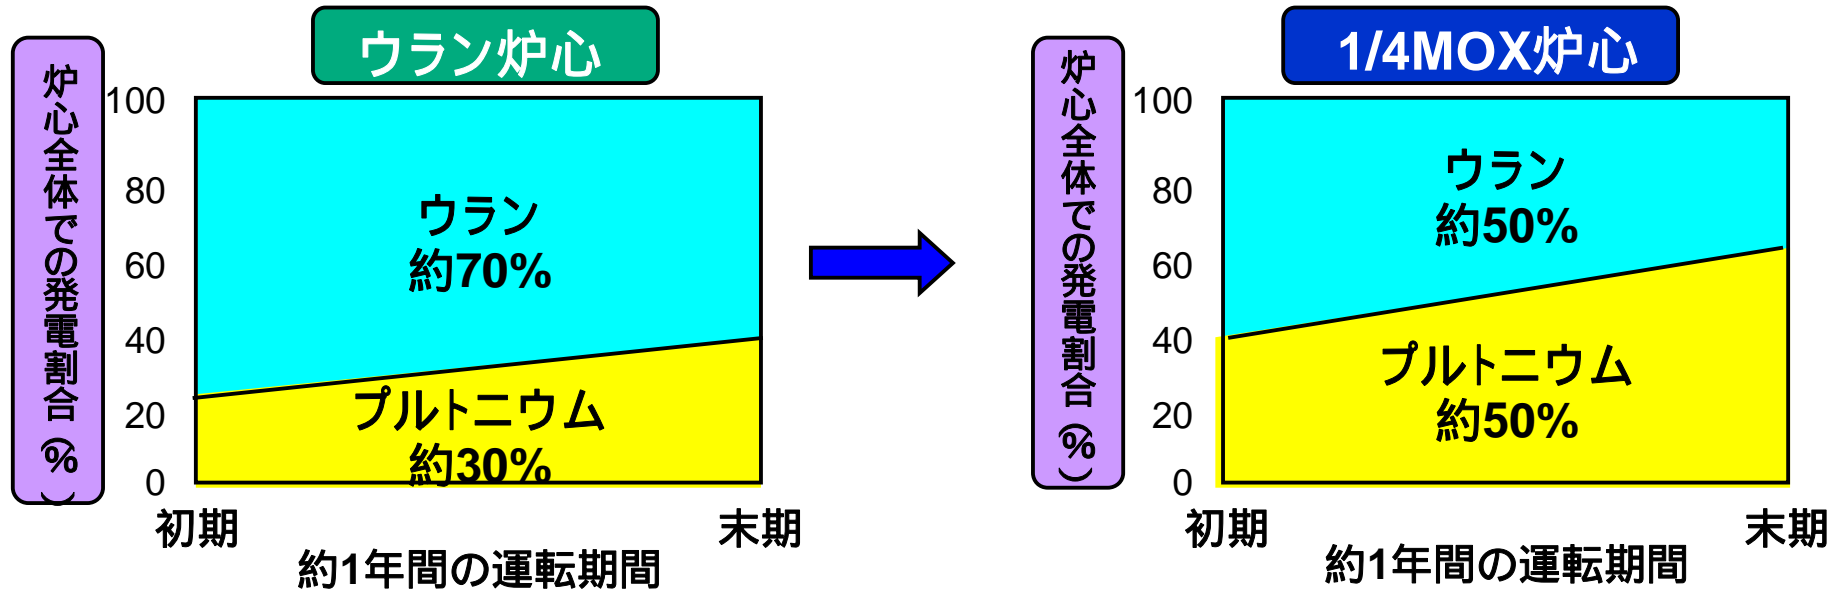 ウラン炉心
炉心全体での発電割合(%)
100
80
60
40
20
0
ウラン
約70%
プルトニウム
約30%
初期
末期
約1年間の運転期間
1/4MOX炉心
炉心全体での発電割合(%)
100
80
60
40
20
0
ウラン
約50%
プルトニウム
約50%
初期
末期
約1年間の運転期間